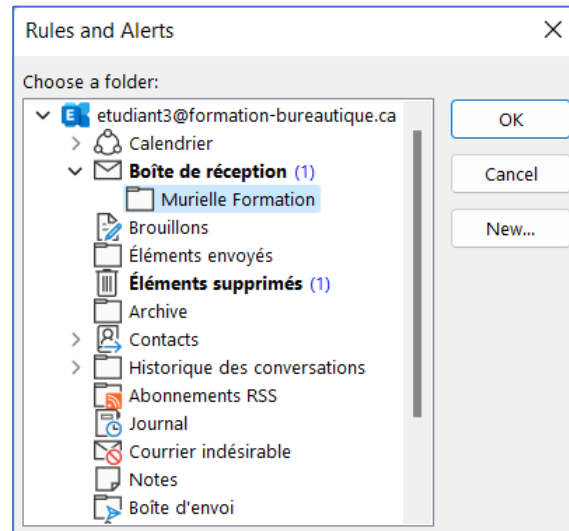 Rules and Alerts
Choose a folder:
etudiant3@formation-bureautique.ca
OK
Calendrier
Boîte de réception (1)
Cancel
Murielle Formation
Brouillons
New...
Éléments envoyés
Éléments supprimés (1)
Archive
Contacts
Historique des conversations
Abonnements RSS
Journal
Courrier indésirable
Notes
Boîte d'envoi